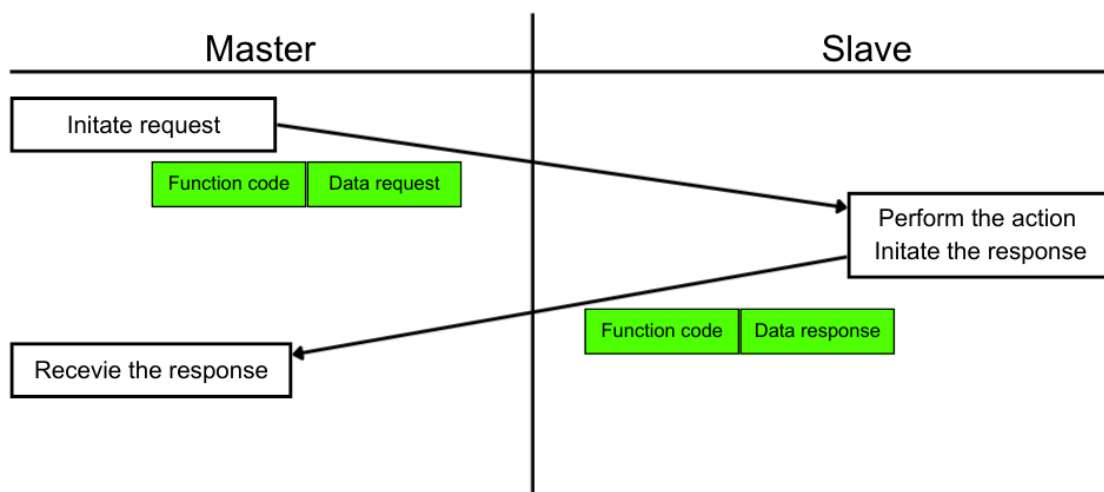 Master
Slave
Initate request
Function code
Data request
Perform the action
Initate the response
Function code
Data response
Recevie the response